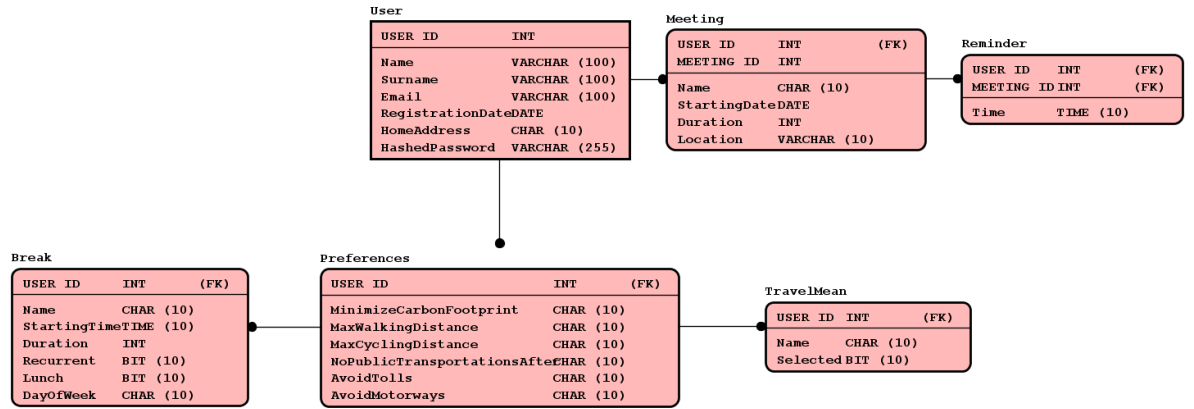 User
USER ID INT
Name VARCHAR (100)
Surname VARCHAR (100)
Email VARCHAR (100)
RegistrationDate DATE
HomeAddress CHAR (10)
HashedPassword VARCHAR (255)
Meeting
USER ID INT (FK)
MEETING ID INT
Name CHAR (10)
StartingDate DATE
Duration INT
Location VARCHAR (10)
Reminder
USER ID INT (FK)
MEETING ID INT (FK)
Time TIME (10)
Break
USER ID INT (FK)
Name CHAR (10)
StartingTime TIME (10)
Duration INT
Recurrent BIT (10)
Lunch BIT (10)
DayOfWeek CHAR (10)
Preferences
USER ID INT (FK)
MinimizeCarbonFootprint CHAR (10)
MaxWalkingDistance CHAR (10)
MaxCyclingDistance CHAR (10)
NoPublicTransportationsAfter CHAR (10)
AvoidTolls CHAR (10)
AvoidMotorways CHAR (10)
TravelMean
USER ID INT (FK)
Name CHAR (10)
Selected BIT (10)